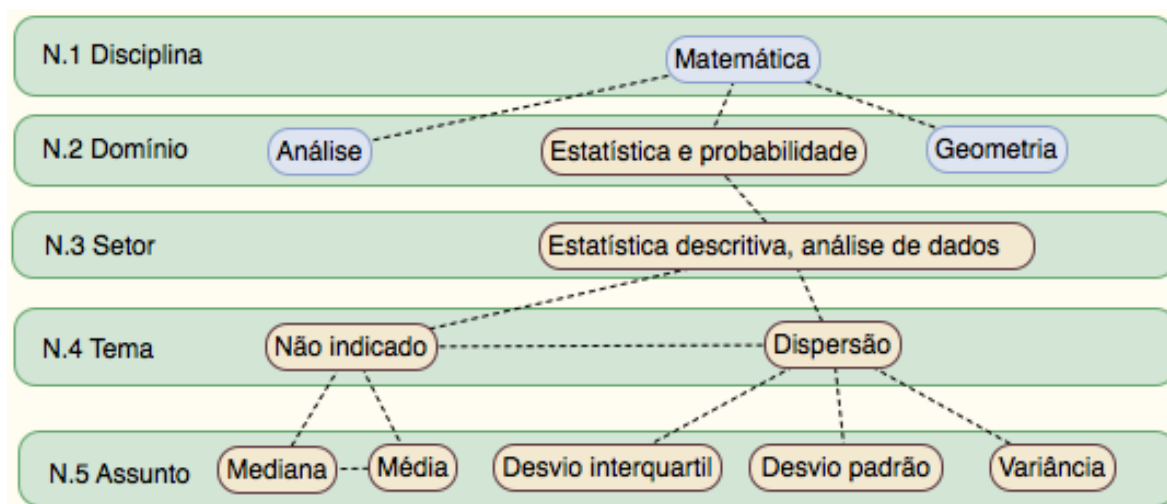 N.1 Disciplina
Matemática
N.2 Domínio
Análise
Estatística e probabilidade
Geometria
N.3 Setor
Estatística descritiva, análise de dados
N.4 Tema
Não indicado
Dispersão
N.5 Assunto
Mediana
Média
Desvio interquartil
Desvio padrão
Variância